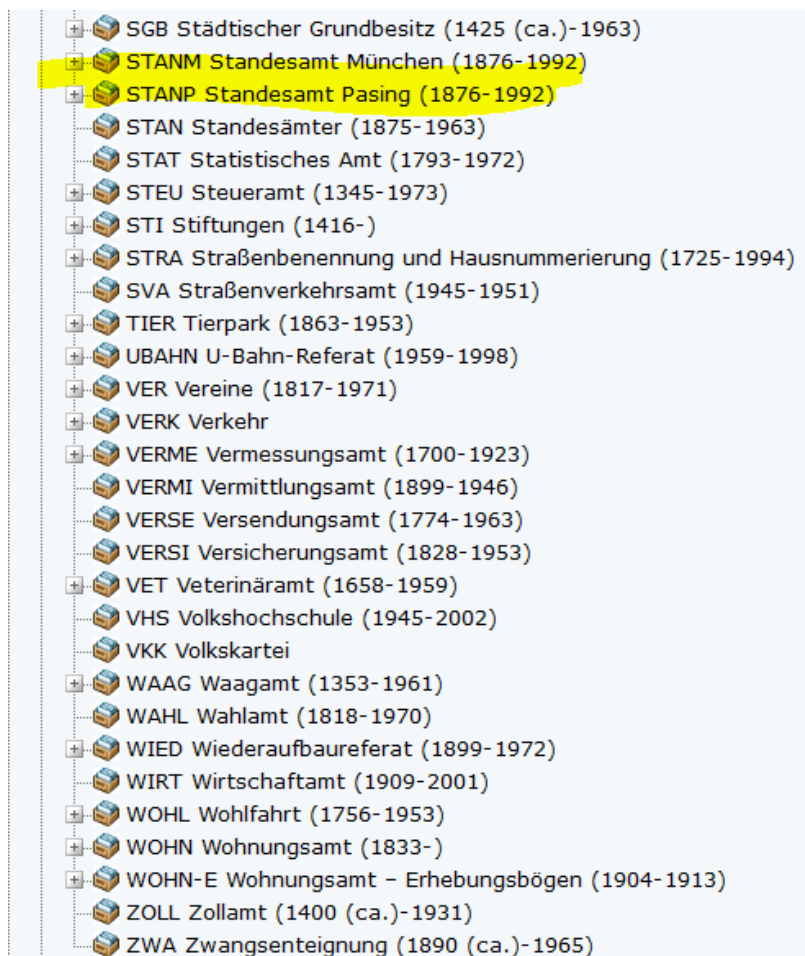 SGB Städtischer Grundbesitz (1425 (ca.)-1963)
STANM Standesamt München (1876-1992)
STANP Standesamt Pasing (1876-1992)
STAN Standesämter (1875-1963)
STAT Statistisches Amt (1793-1972)
STEU Steueramt (1345-1973)
STI Stiftungen (1416-)
STRA Straßenbenennung und Hausnummerierung (1725-1994)
SVA Straßenverkehrsamt (1945-1951)
TIER Tierpark (1863-1953)
UBAHN U-Bahn-Referat (1959-1998)
VER Vereine (1817-1971)
VERK Verkehr
VERME Vermessungsamt (1700-1923)
VERMI Vermittlungsamt (1899-1946)
VERSE Versendungsamt (1774-1963)
VERSI Versicherungsamt (1828-1953)
VET Veterinäramt (1658-1959)
VHS Volkshochschule (1945-2002)
VKK Volkskartei
WAAG Waagamt (1353-1961)
WAHL Wahlamt (1818-1970)
WIED Wiederaufbaureferat (1899-1972)
WIRT Wirtschaftamt (1909-2001)
WOHL Wohlfahrt (1756-1953)
WOHN Wohnungsamt (1833-)
WOHN-E Wohnungsamt – Erhebungsbögen (1904-1913)
ZOLL Zollamt (1400 (ca.)-1931)
ZWA Zwangsenteignung (1890 (ca.)-1965)